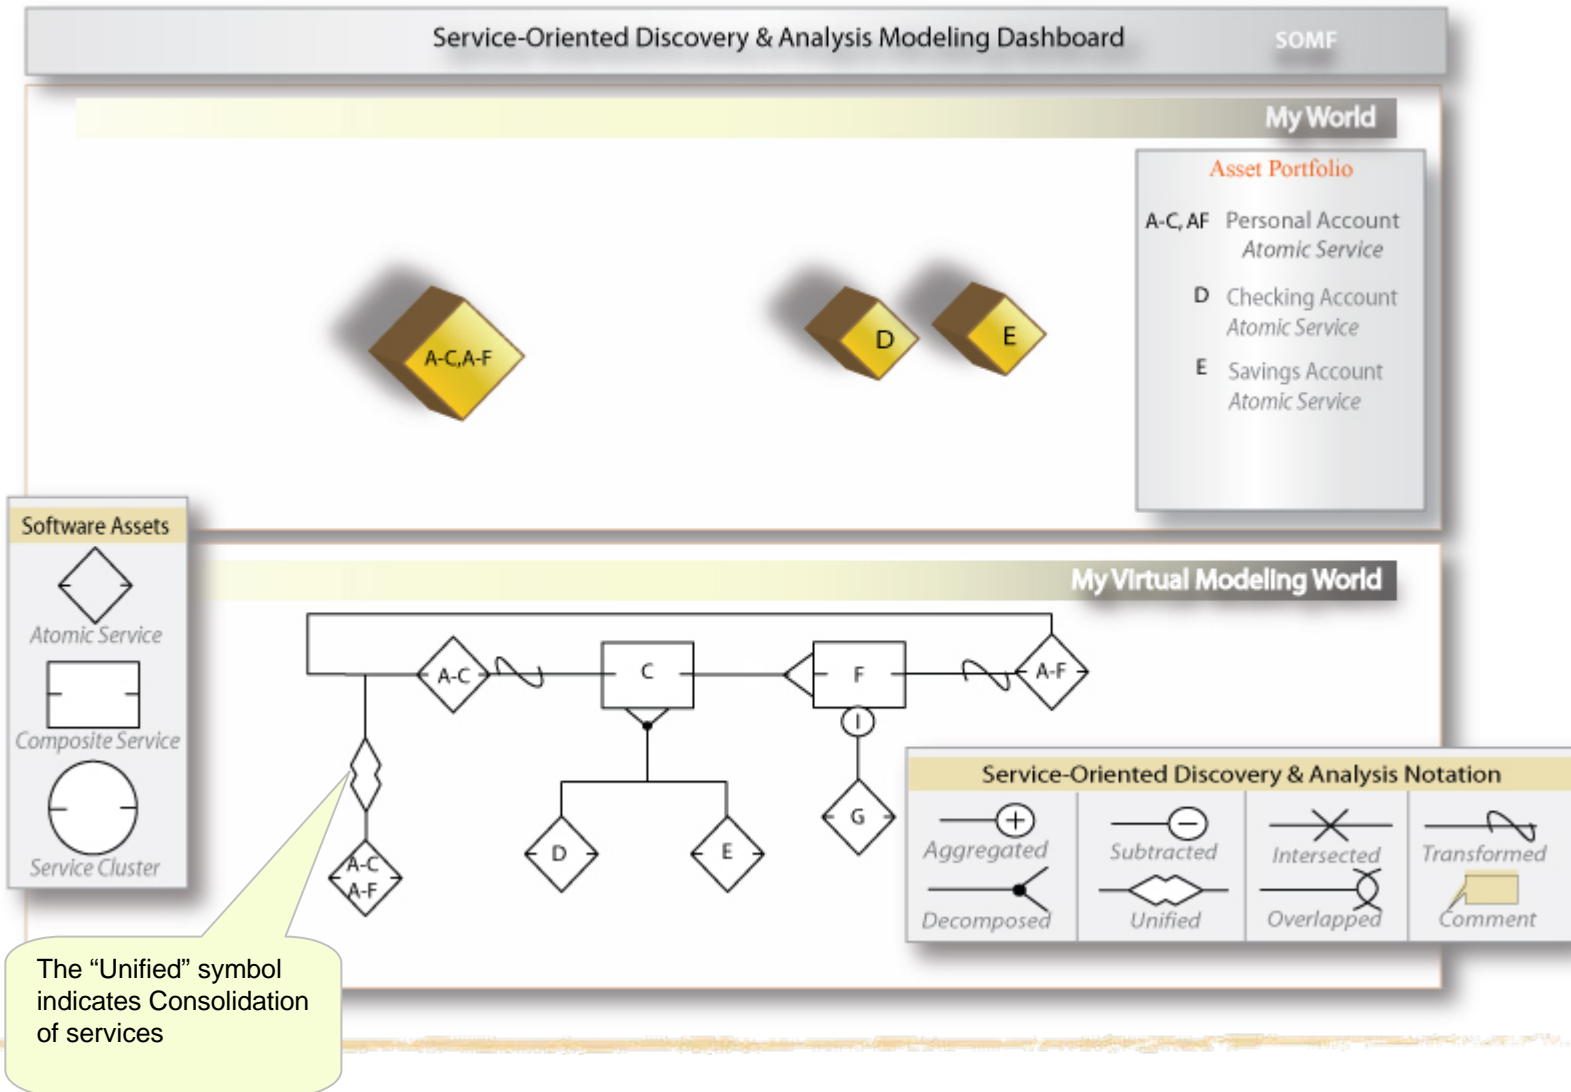 Service-Oriented Discovery & Analysis Modeling Dashboard
SOMF
My World
Asset Portfolio
A-C, AF Personal Account
Atomic Service
D Checking Account
Atomic Service
E Savings Account
Atomic Service
A-C,A-F
D
E
Software Assets
Atomic Service
Composite Service
Service Cluster
My Virtual Modeling World
A-C
C
F
A-F
I
D
E
G
A-C
A-F
Service-Oriented Discovery & Analysis Notation
Aggregated
Subtracted
Intersected
Transformed
Decomposed
Unified
Overlapped
Comment
The “Unified” symbol
indicates Consolidation
of services